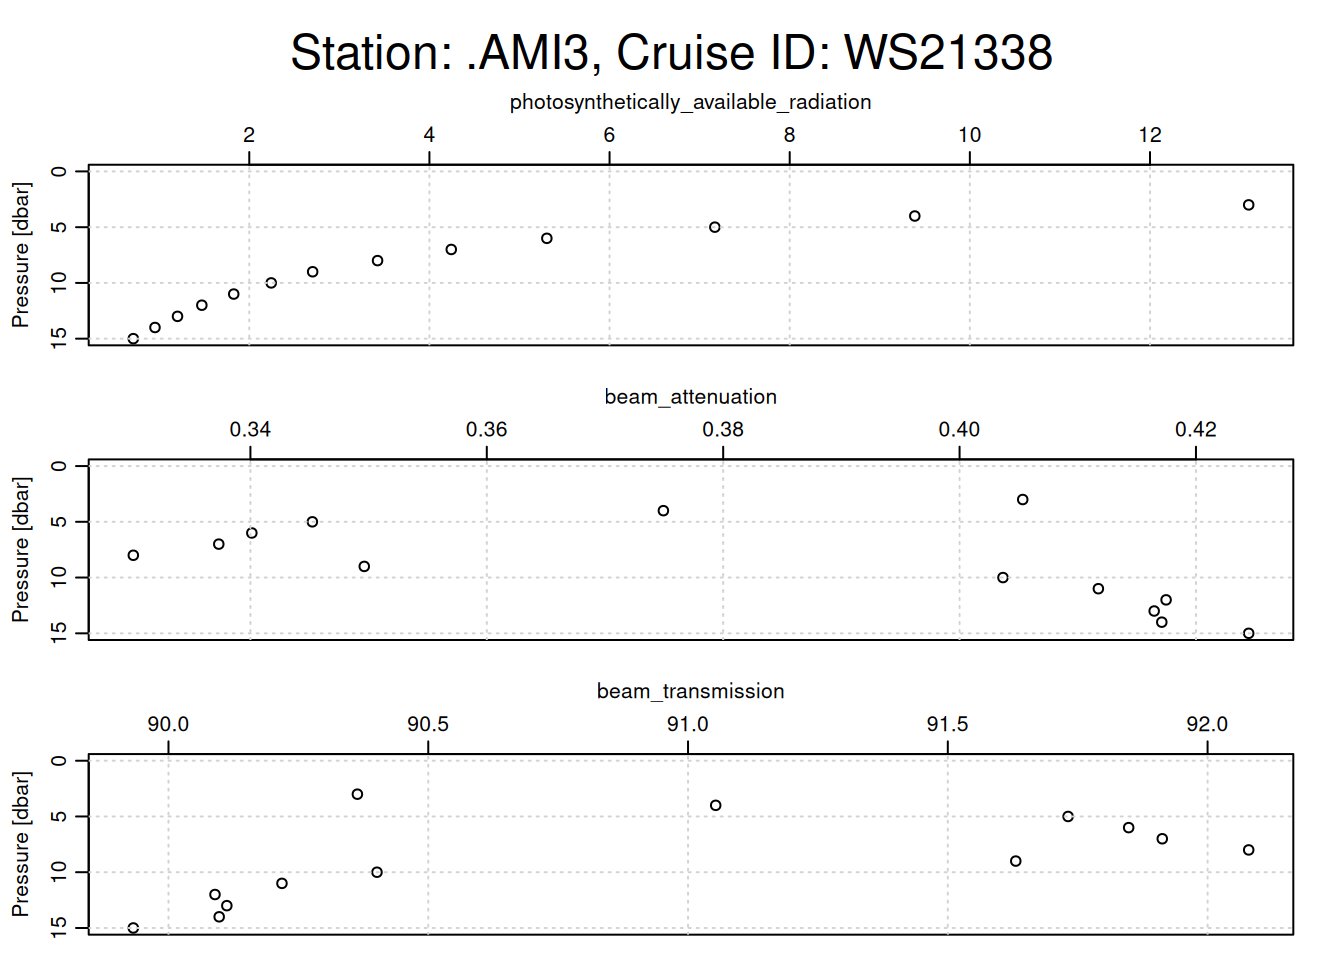 Station: .AMI3, Cruise ID: WS21338
photosynthetically_available_radiation
2 4 6 8 10 12
Pressure [dbar]
0
5
10
15
beam_attenuation
0.34 0.36 0.38 0.40 0.42
Pressure [dbar]
0
5
10
15
beam_transmission
90.0 90.5 91.0 91.5 92.0
Pressure [dbar]
0
5
10
15